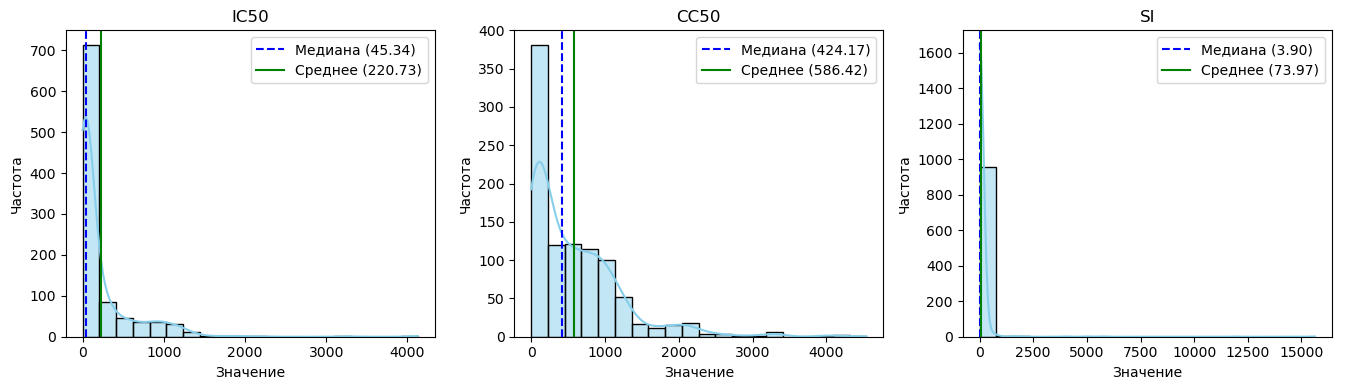 IC50
Медиана (45.34)
Среднее (220.73)
Частота
700
600
500
400
300
200
100
0
0 1000 2000 3000 4000
Значение
CC50
Медиана (424.17)
Среднее (586.42)
Частота
400
350
300
250
200
150
100
50
0
0 1000 2000 3000 4000
Значение
SI
Медиана (3.90)
Среднее (73.97)
Частота
1600
1400
1200
1000
800
600
400
200
0
0 2500 5000 7500 10000 12500 15000
Значение